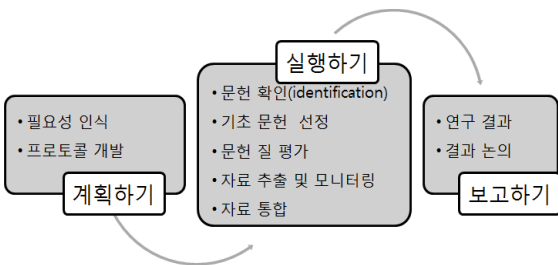 • 필요성 인식
• 프로토콜 개발
계획하기
실행하기
• 문헌 확인(identification)
• 기초 문헌 선정
• 문헌 질 평가
• 자료 추출 및 모니터링
• 자료 통합
• 연구 결과
• 결과 논의
보고하기